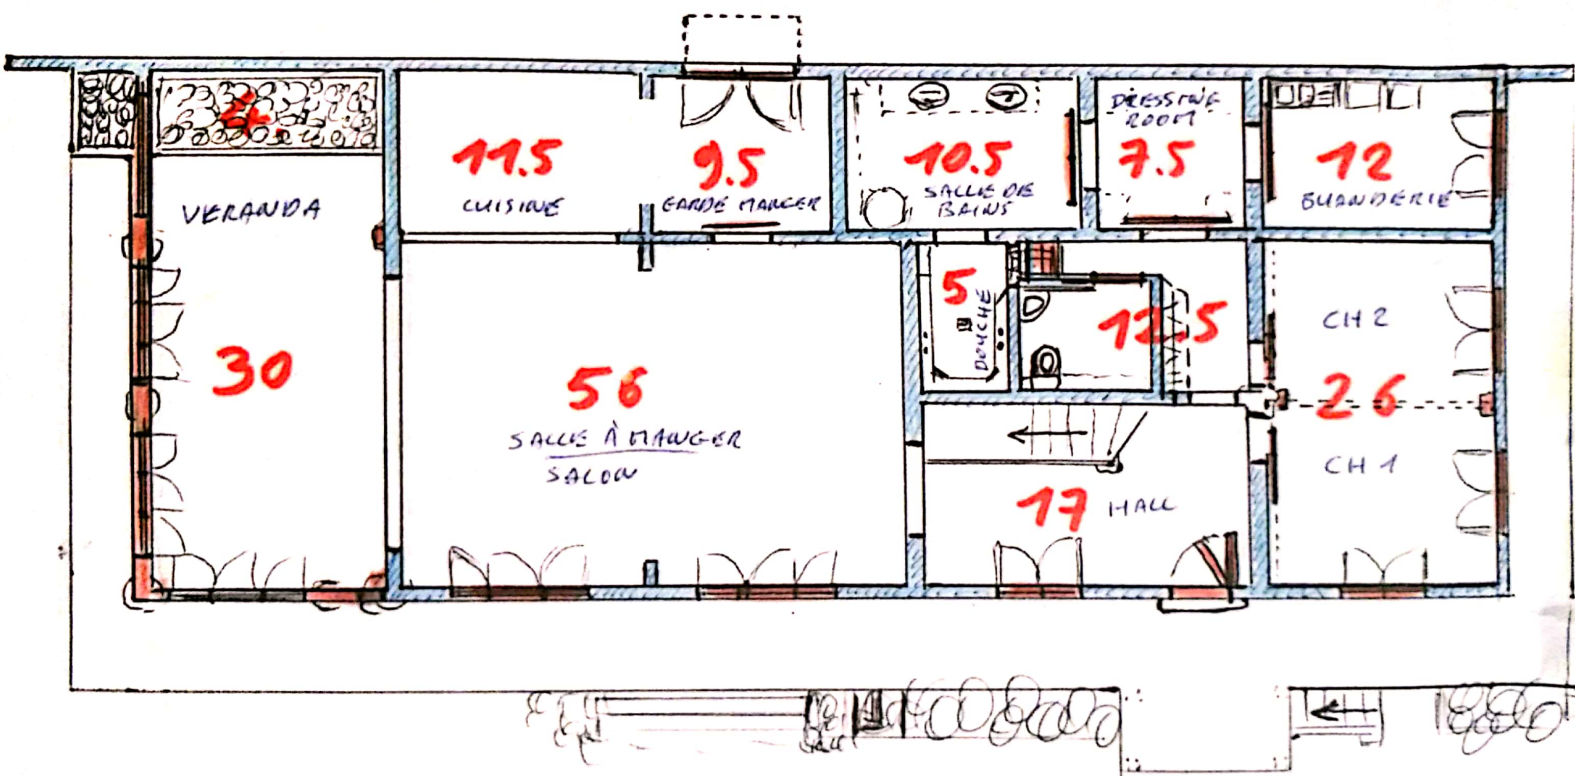 4.
11.5
CUISINE
9.5
GARDE MANGER
10.5
SALLE DE
BAINS
DRESSING
ROOM
7.5
12
BUANDERIE
VERANDA
30
56
SALLE À MANGER
SALON
5
DOUCHE
12.5
CH 2
26
CH 1
17 HALL